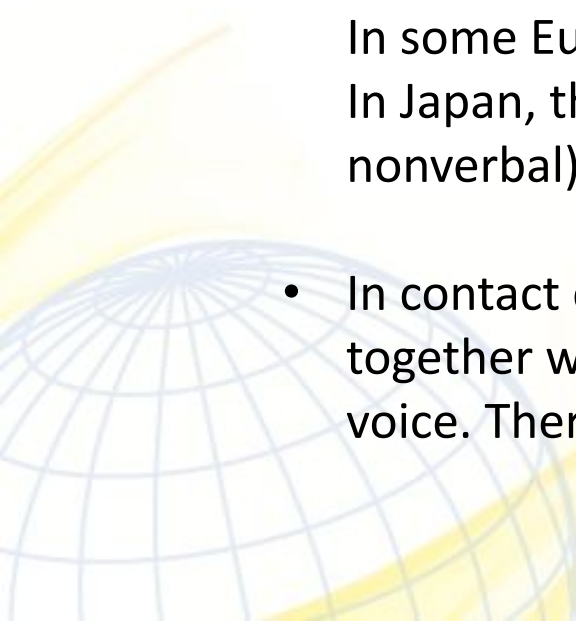 In some Eu
In Japan, th
nonverbal)
• In contact
together w
voice. Ther